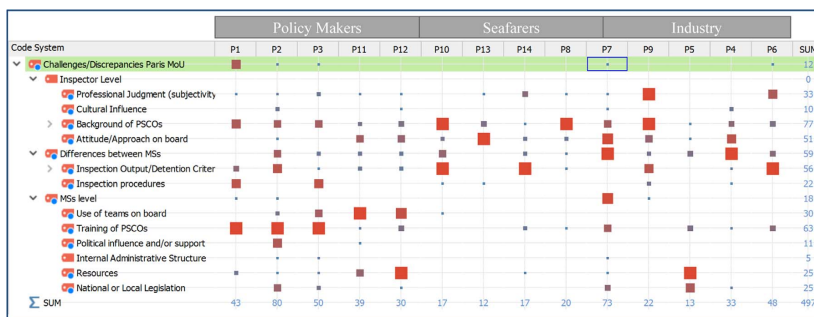 Policy Makers Seafarers Industry
Code System P1 P2 P3 P11 P12 P10 P13 P14 P8 P7 P9 P5 P4 P6 SUM
Challenges/Discrepancies Paris MoU 12
Inspector Level 0
Professional Judgment (subjectivity 33
Cultural Influence 10
Background of PSCOs 77
Attitude/Approach on board 51
Differences between MSs 59
Inspection Output/Detention Criter 56
Inspection procedures 22
MSs level 18
Use of teams on board 30
Training of PSCOs 63
Political influence and/or support 11
Internal Administrative Structure 5
Resources 25
National or Local Legislation 25
Σ SUM 43 80 50 39 30 17 12 17 20 73 22 13 33 48 497